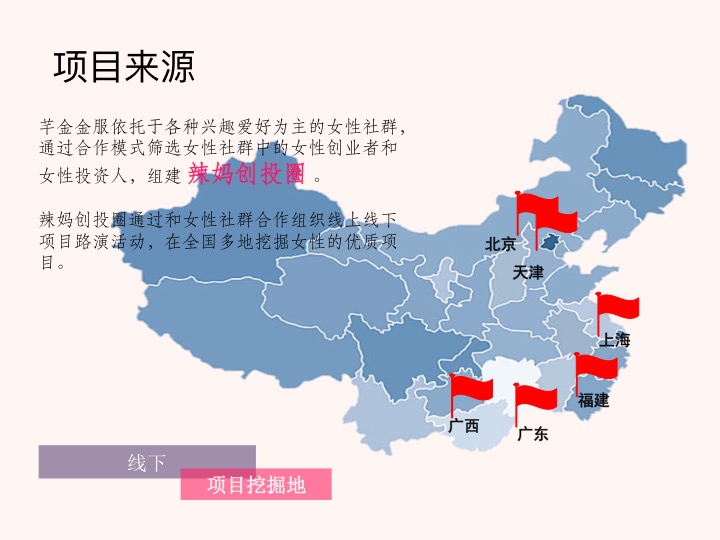 项目来源
芊金金服依托于各种兴趣爱好为主的女性社群，
通过合作模式筛选女性社群中的女性创业者和
女性投资人，组建 辣妈创投圈 。
辣妈创投圈通过和女性社群合作组织线上线下
项目路演活动，在全国多地挖掘女性的优质项
目。
北京
天津
上海
福建
广西
广东
线下
项目挖掘地